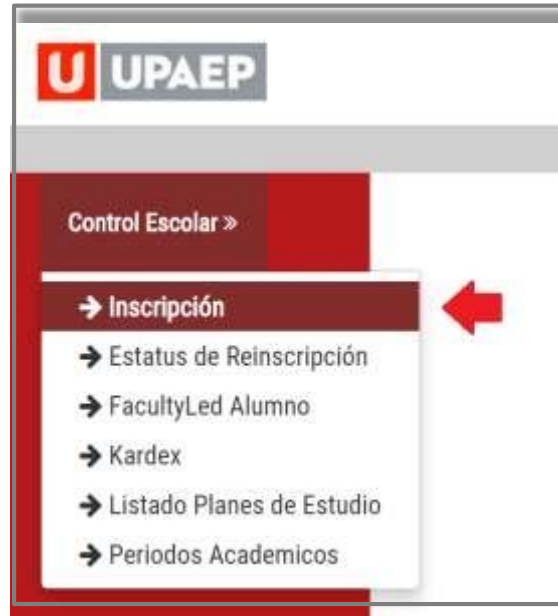 U UPAEP
Control Escolar »
→ Inscripción
→ Estatus de Reinscripción
→ FacultyLed Alumno
→ Kardex
→ Listado Planes de Estudio
→ Periodos Academicos